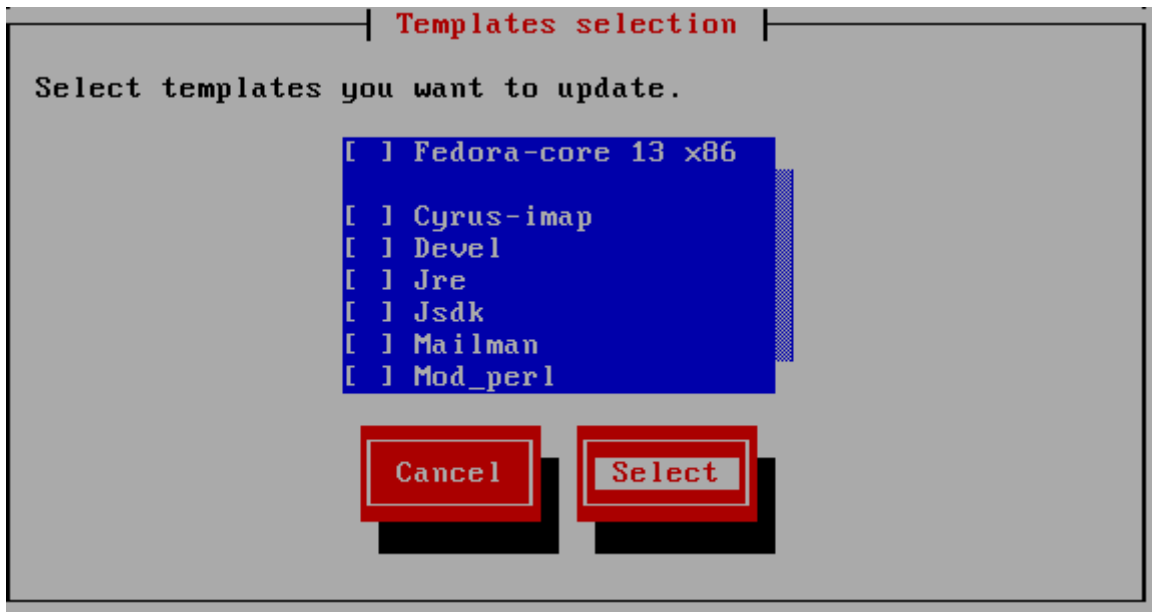 Templates selection
Select templates you want to update.
[ ] Fedora-core 13 x86
[ ] Cyrus-imap
[ ] Devel
[ ] Jre
[ ] Jsdk
[ ] Mailman
[ ] Mod_perl
Cancel Select